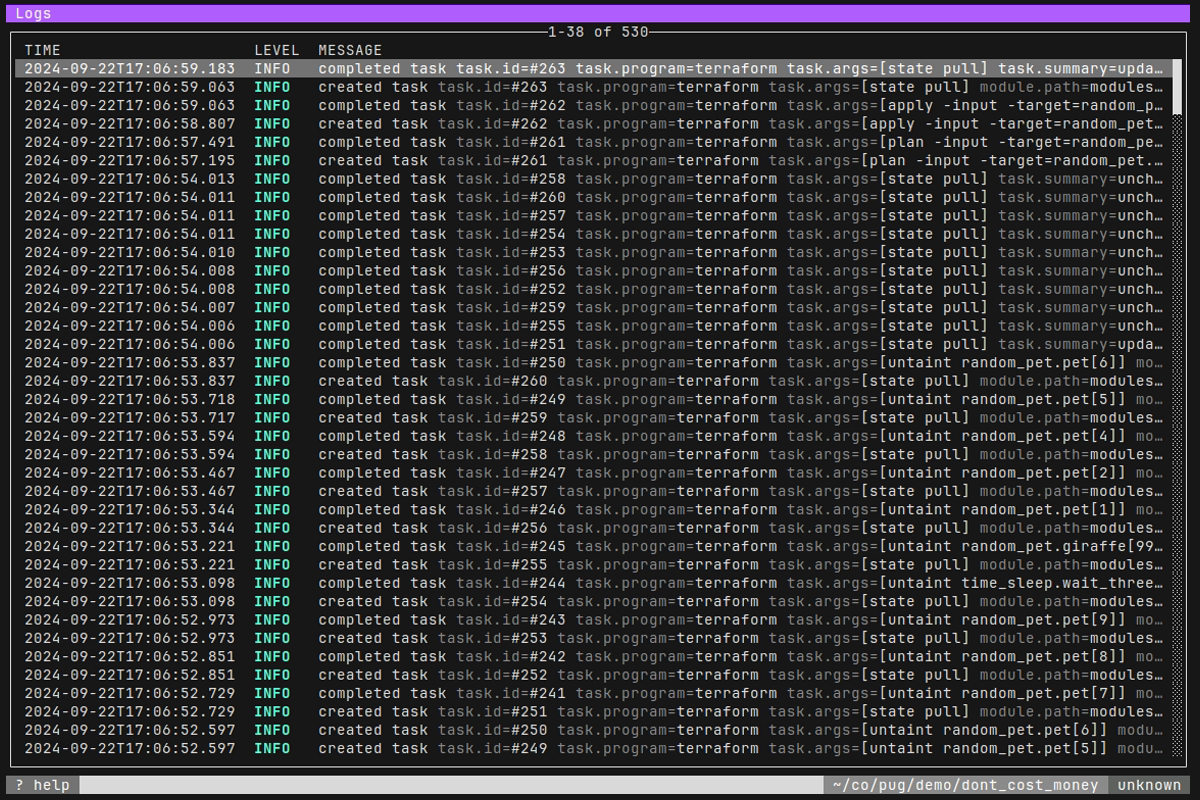 Logs
1-38 of 530
TIME LEVEL MESSAGE
2024-09-22T17:06:59.183 INFO completed task task.id=#263 task.program=terraform task.args=[state pull] task.summary=upda…
2024-09-22T17:06:59.063 INFO created task task.id=#263 task.program=terraform task.args=[state pull] module.path=modules…
2024-09-22T17:06:59.063 INFO completed task task.id=#262 task.program=terraform task.args=[apply -input -target=random_p…
2024-09-22T17:06:58.807 INFO created task task.id=#262 task.program=terraform task.args=[apply -input -target=random_pet…
2024-09-22T17:06:57.491 INFO completed task task.id=#261 task.program=terraform task.args=[plan -input -target=random_pe…
2024-09-22T17:06:57.195 INFO created task task.id=#261 task.program=terraform task.args=[plan -input -target=random_pet.…
2024-09-22T17:06:54.013 INFO completed task task.id=#258 task.program=terraform task.args=[state pull] task.summary=unch…
2024-09-22T17:06:54.011 INFO completed task task.id=#260 task.program=terraform task.args=[state pull] task.summary=unch…
2024-09-22T17:06:54.011 INFO completed task task.id=#257 task.program=terraform task.args=[state pull] task.summary=unch…
2024-09-22T17:06:54.011 INFO completed task task.id=#254 task.program=terraform task.args=[state pull] task.summary=unch…
2024-09-22T17:06:54.010 INFO completed task task.id=#253 task.program=terraform task.args=[state pull] task.summary=unch…
2024-09-22T17:06:54.008 INFO completed task task.id=#256 task.program=terraform task.args=[state pull] task.summary=unch…
2024-09-22T17:06:54.008 INFO completed task task.id=#252 task.program=terraform task.args=[state pull] task.summary=unch…
2024-09-22T17:06:54.007 INFO completed task task.id=#259 task.program=terraform task.args=[state pull] task.summary=unch…
2024-09-22T17:06:54.006 INFO completed task task.id=#255 task.program=terraform task.args=[state pull] task.summary=unch…
2024-09-22T17:06:54.006 INFO completed task task.id=#251 task.program=terraform task.args=[state pull] task.summary=upda…
2024-09-22T17:06:53.837 INFO completed task task.id=#250 task.program=terraform task.args=[untaint random_pet.pet[6]] mo…
2024-09-22T17:06:53.837 INFO created task task.id=#260 task.program=terraform task.args=[state pull] module.path=modules…
2024-09-22T17:06:53.718 INFO completed task task.id=#249 task.program=terraform task.args=[untaint random_pet.pet[5]] mo…
2024-09-22T17:06:53.717 INFO created task task.id=#259 task.program=terraform task.args=[state pull] module.path=modules…
2024-09-22T17:06:53.594 INFO completed task task.id=#248 task.program=terraform task.args=[untaint random_pet.pet[4]] mo…
2024-09-22T17:06:53.594 INFO created task task.id=#258 task.program=terraform task.args=[state pull] module.path=modules…
2024-09-22T17:06:53.467 INFO completed task task.id=#247 task.program=terraform task.args=[untaint random_pet.pet[2]] mo…
2024-09-22T17:06:53.467 INFO created task task.id=#257 task.program=terraform task.args=[state pull] module.path=modules…
2024-09-22T17:06:53.344 INFO completed task task.id=#246 task.program=terraform task.args=[untaint random_pet.pet[1]] mo…
2024-09-22T17:06:53.344 INFO created task task.id=#256 task.program=terraform task.args=[state pull] module.path=modules…
2024-09-22T17:06:53.221 INFO completed task task.id=#245 task.program=terraform task.args=[untaint random_pet.giraffe[99…
2024-09-22T17:06:53.221 INFO created task task.id=#255 task.program=terraform task.args=[state pull] module.path=modules…
2024-09-22T17:06:53.098 INFO completed task task.id=#244 task.program=terraform task.args=[untaint time_sleep.wait_three…
2024-09-22T17:06:53.098 INFO created task task.id=#254 task.program=terraform task.args=[state pull] module.path=modules…
2024-09-22T17:06:52.973 INFO completed task task.id=#243 task.program=terraform task.args=[untaint random_pet.pet[9]] mo…
2024-09-22T17:06:52.973 INFO created task task.id=#253 task.program=terraform task.args=[state pull] module.path=modules…
2024-09-22T17:06:52.851 INFO completed task task.id=#242 task.program=terraform task.args=[untaint random_pet.pet[8]] mo…
2024-09-22T17:06:52.851 INFO created task task.id=#252 task.program=terraform task.args=[state pull] module.path=modules…
2024-09-22T17:06:52.729 INFO completed task task.id=#241 task.program=terraform task.args=[untaint random_pet.pet[7]] mo…
2024-09-22T17:06:52.729 INFO created task task.id=#251 task.program=terraform task.args=[state pull] module.path=modules…
2024-09-22T17:06:52.597 INFO created task task.id=#250 task.program=terraform task.args=[untaint random_pet.pet[6]] modu…
2024-09-22T17:06:52.597 INFO created task task.id=#249 task.program=terraform task.args=[untaint random_pet.pet[5]] modu…
? help ~/co/pug/demo/dont_cost_money unknown